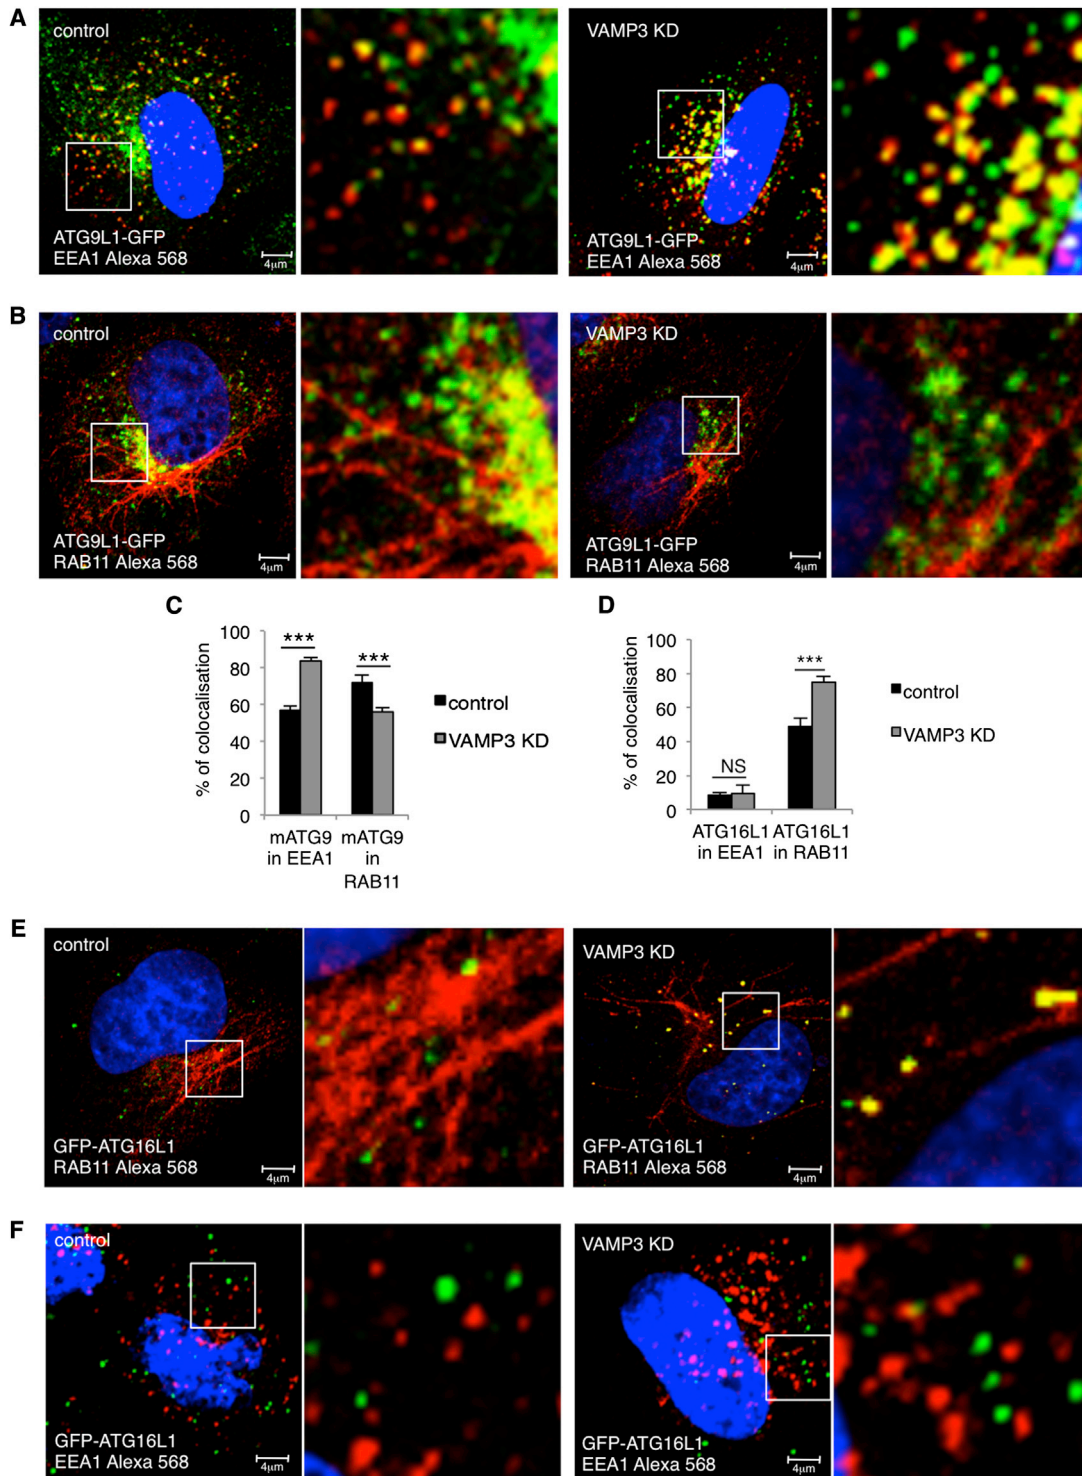 A
control
VAMP3 KD
ATG9L1-GFP
EEA1 Alexa 568
4µm
ATG9L1-GFP
EEA1 Alexa 568
4µm
B
control
VAMP3 KD
ATG9L1-GFP
RAB11 Alexa 568
4µm
ATG9L1-GFP
RAB11 Alexa 568
4µm
C
% of colocalisation
100
80
60
40
20
0
***
***
mATG9
in EEA1
mATG9
in
RAB11
control
VAMP3 KD
D
% of colocalisation
100
80
60
40
20
0
NS
***
ATG16L1
in EEA1
ATG16L1
in RAB11
control
VAMP3 KD
E
control
VAMP3 KD
GFP-ATG16L1
RAB11 Alexa 568
4µm
GFP-ATG16L1
RAB11 Alexa 568
4µm
F
control
VAMP3 KD
GFP-ATG16L1
EEA1 Alexa 568
4µm
GFP-ATG16L1
EEA1 Alexa 568
4µm